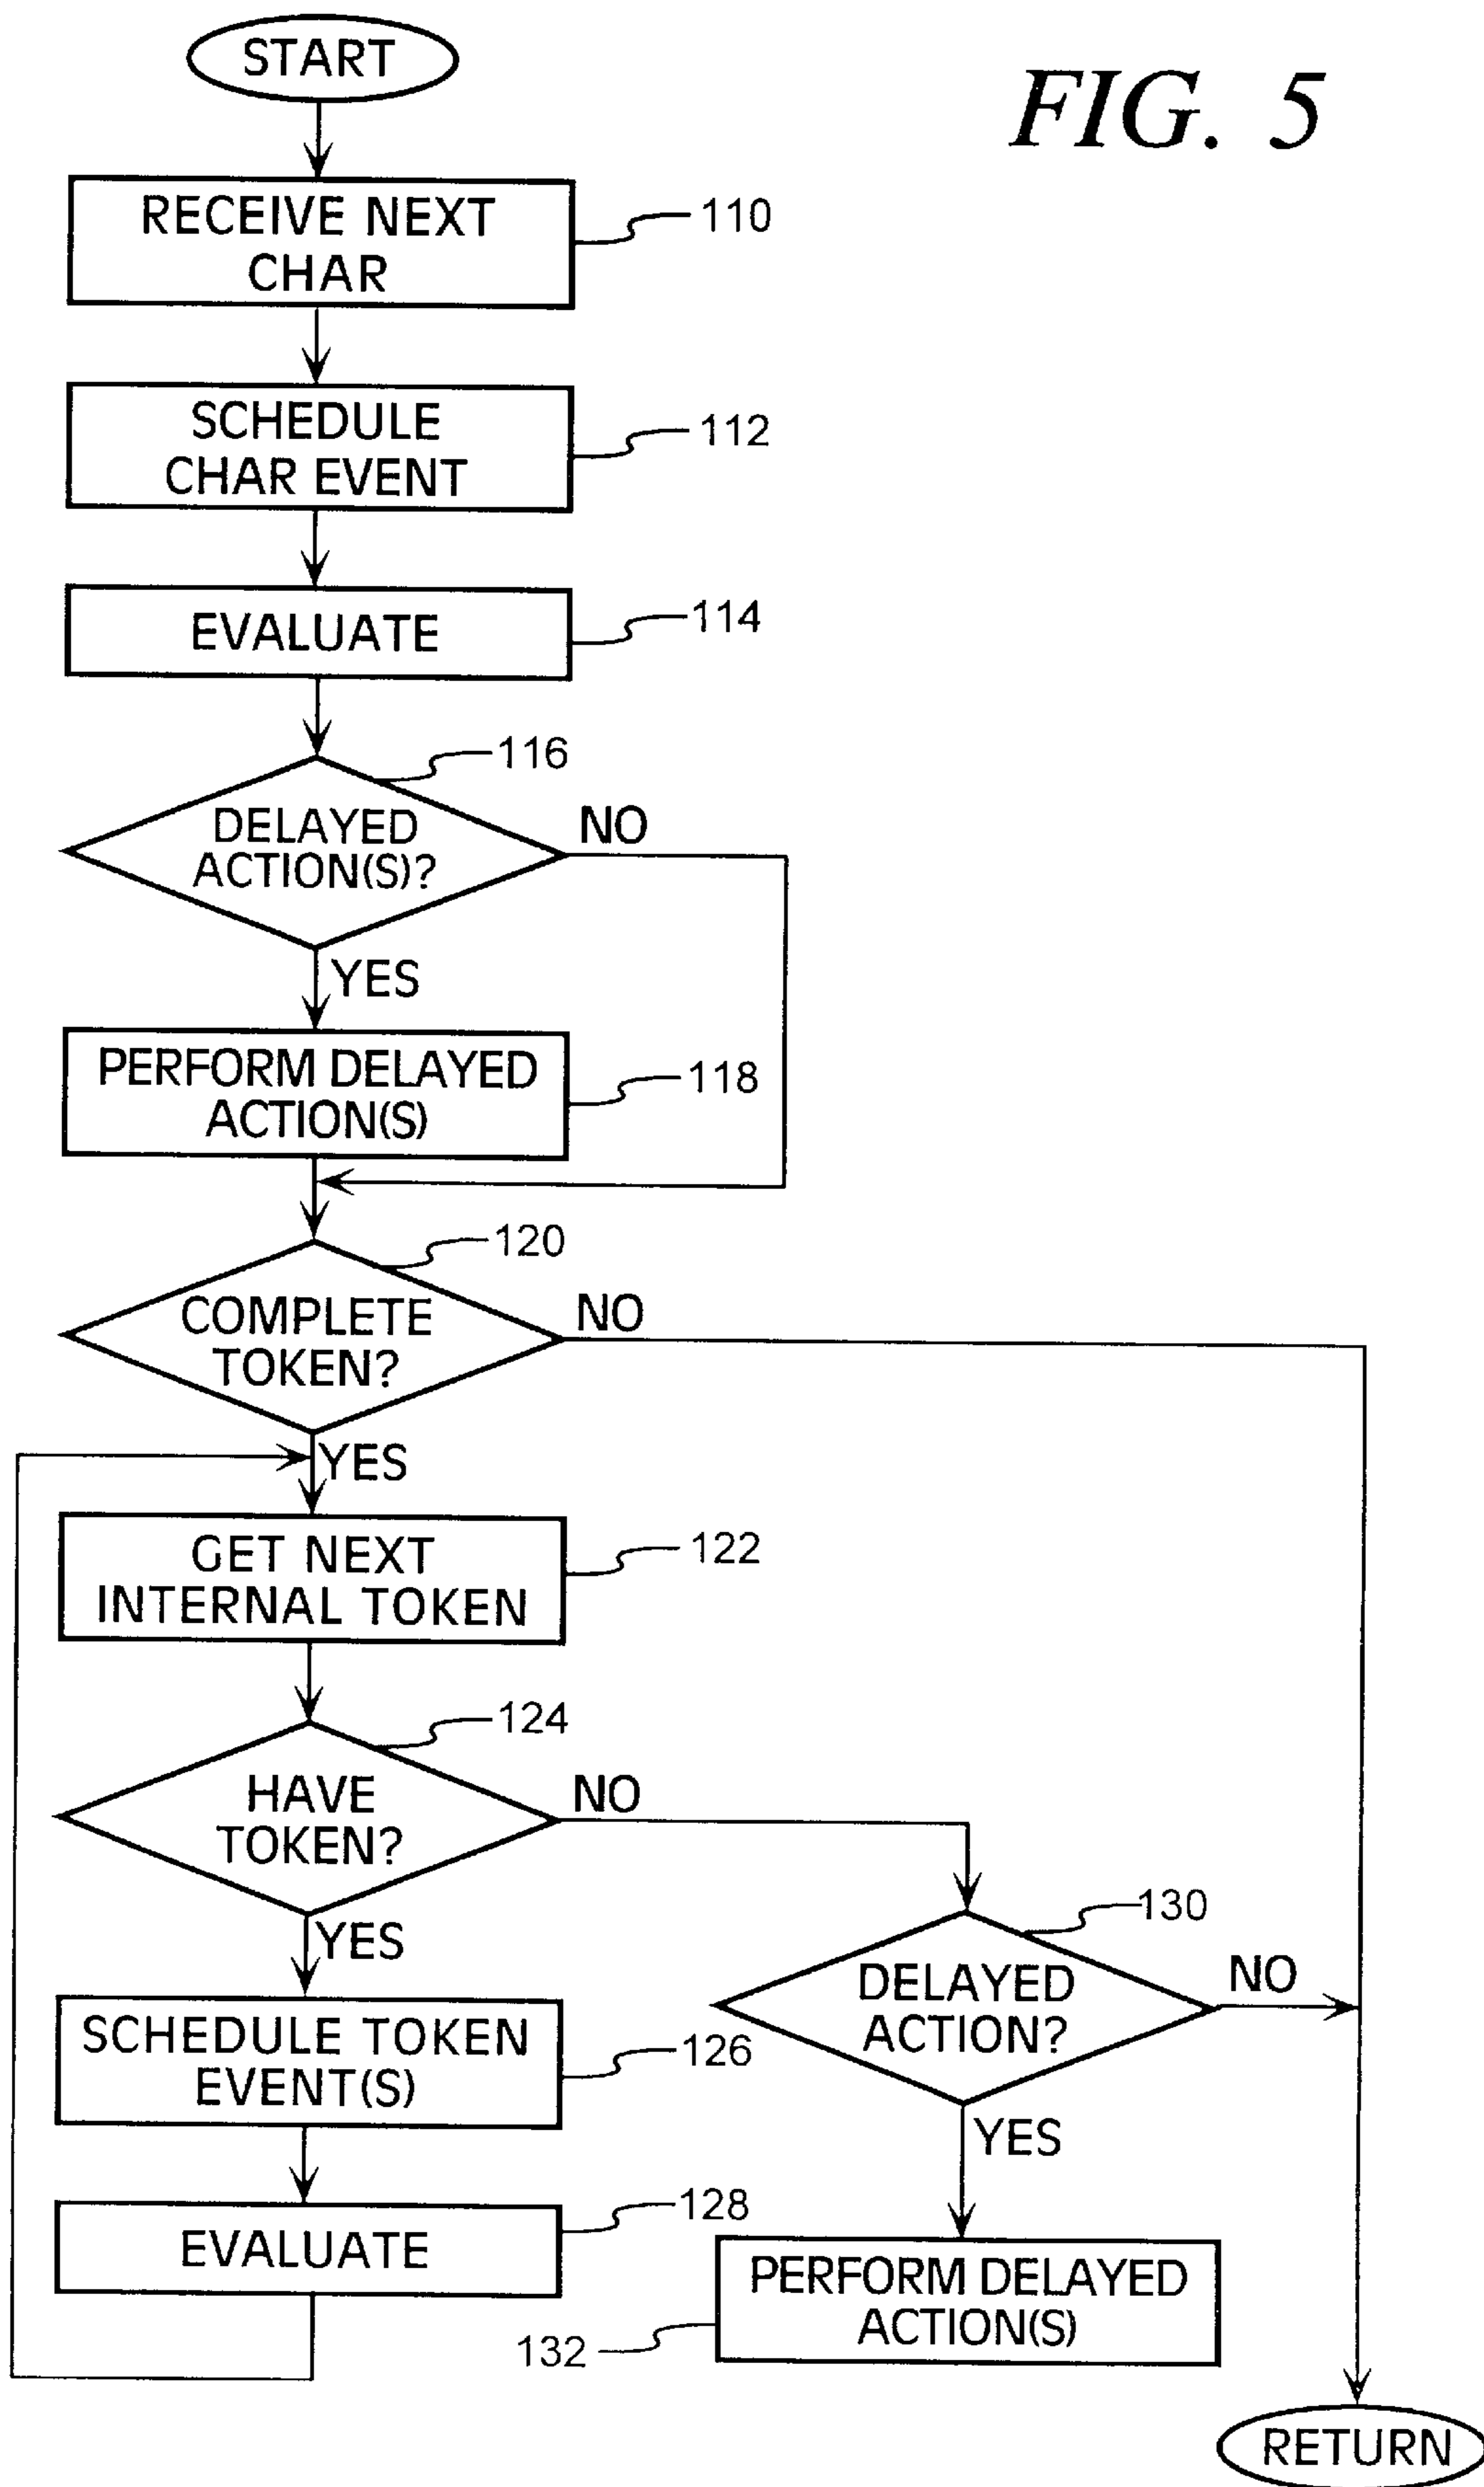 START
FIG. 5
RECEIVE NEXT
CHAR
110
SCHEDULE
CHAR EVENT
112
EVALUATE
114
116
DELAYED
ACTION(S)?
NO
YES
PERFORM DELAYED
ACTION(S)
118
120
COMPLETE
TOKEN?
NO
YES
GET NEXT
INTERNAL TOKEN
122
124
HAVE
TOKEN?
NO
YES
130
DELAYED
ACTION?
NO
SCHEDULE TOKEN
EVENT(S)
126
YES
EVALUATE
128
PERFORM DELAYED
ACTION(S)
132
RETURN